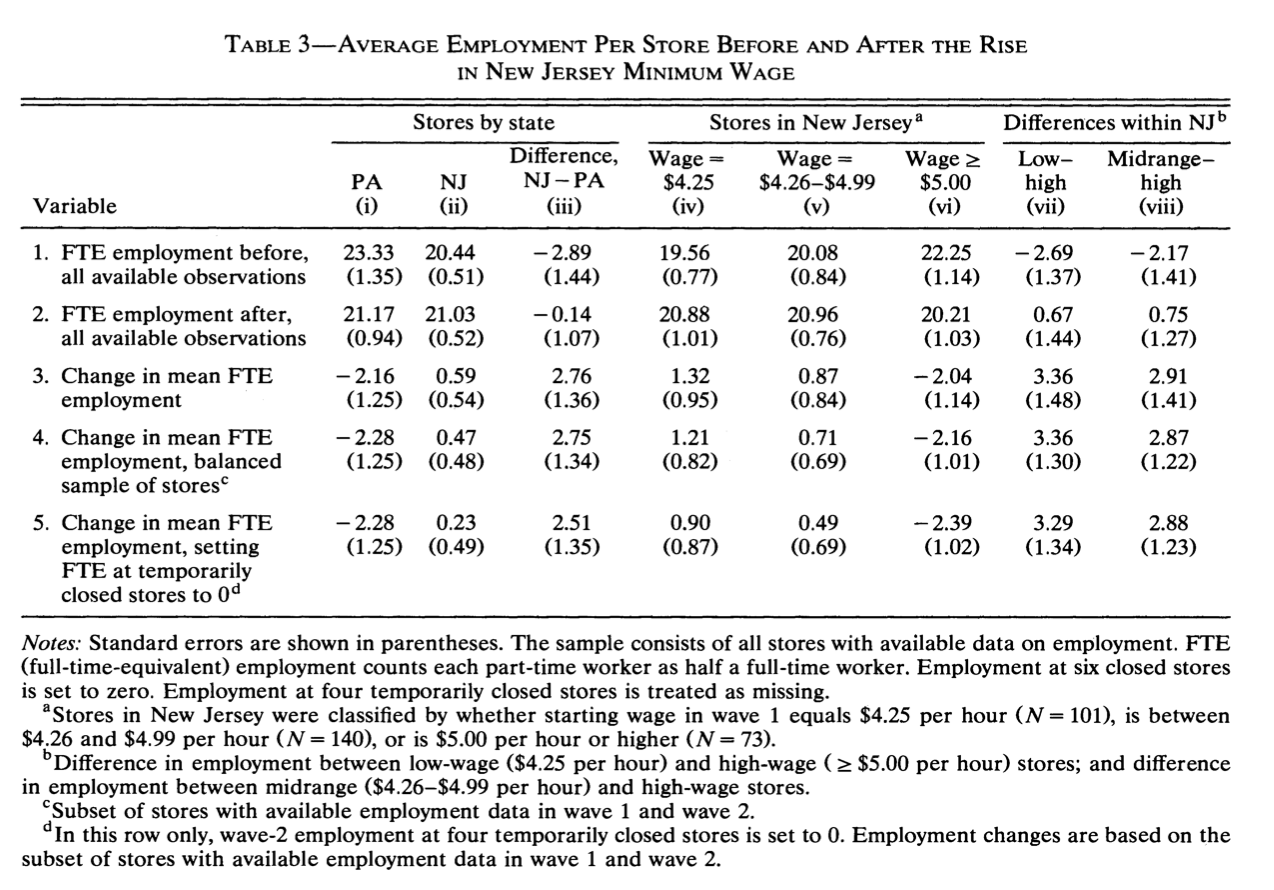 TABLE 3—AVERAGE EMPLOYMENT PER STORE BEFORE AND AFTER THE RISE
IN NEW JERSEY MINIMUM WAGE
Stores by state Stores in New Jerseyᵃ Differences within NJᵇ
Difference, Wage = Wage = Wage ≥ Low– Midrange–
PA NJ NJ − PA $4.25 $4.26–$4.99 $5.00 high high
Variable (i) (ii) (iii) (iv) (v) (vi) (vii) (viii)
1. FTE employment before, 23.33 20.44 −2.89 19.56 20.08 22.25 −2.69 −2.17
all available observations (1.35) (0.51) (1.44) (0.77) (0.84) (1.14) (1.37) (1.41)
2. FTE employment after, 21.17 21.03 −0.14 20.88 20.96 20.21 0.67 0.75
all available observations (0.94) (0.52) (1.07) (1.01) (0.76) (1.03) (1.44) (1.27)
3. Change in mean FTE −2.16 0.59 2.76 1.32 0.87 −2.04 3.36 2.91
employment (1.25) (0.54) (1.36) (0.95) (0.84) (1.14) (1.48) (1.41)
4. Change in mean FTE −2.28 0.47 2.75 1.21 0.71 −2.16 3.36 2.87
employment, balanced (1.25) (0.48) (1.34) (0.82) (0.69) (1.01) (1.30) (1.22)
sample of storesᶜ
5. Change in mean FTE −2.28 0.23 2.51 0.90 0.49 −2.39 3.29 2.88
employment, setting (1.25) (0.49) (1.35) (0.87) (0.69) (1.02) (1.34) (1.23)
FTE at temporarily
closed stores to 0ᵈ
Notes: Standard errors are shown in parentheses. The sample consists of all stores with available data on employment. FTE
(full-time-equivalent) employment counts each part-time worker as half a full-time worker. Employment at six closed stores
is set to zero. Employment at four temporarily closed stores is treated as missing.
ᵃStores in New Jersey were classified by whether starting wage in wave 1 equals $4.25 per hour (N = 101), is between
$4.26 and $4.99 per hour (N = 140), or is $5.00 per hour or higher (N = 73).
ᵇDifference in employment between low-wage ($4.25 per hour) and high-wage (≥ $5.00 per hour) stores; and difference
in employment between midrange ($4.26–$4.99 per hour) and high-wage stores.
ᶜSubset of stores with available employment data in wave 1 and wave 2.
ᵈIn this row only, wave-2 employment at four temporarily closed stores is set to 0. Employment changes are based on the
subset of stores with available employment data in wave 1 and wave 2.